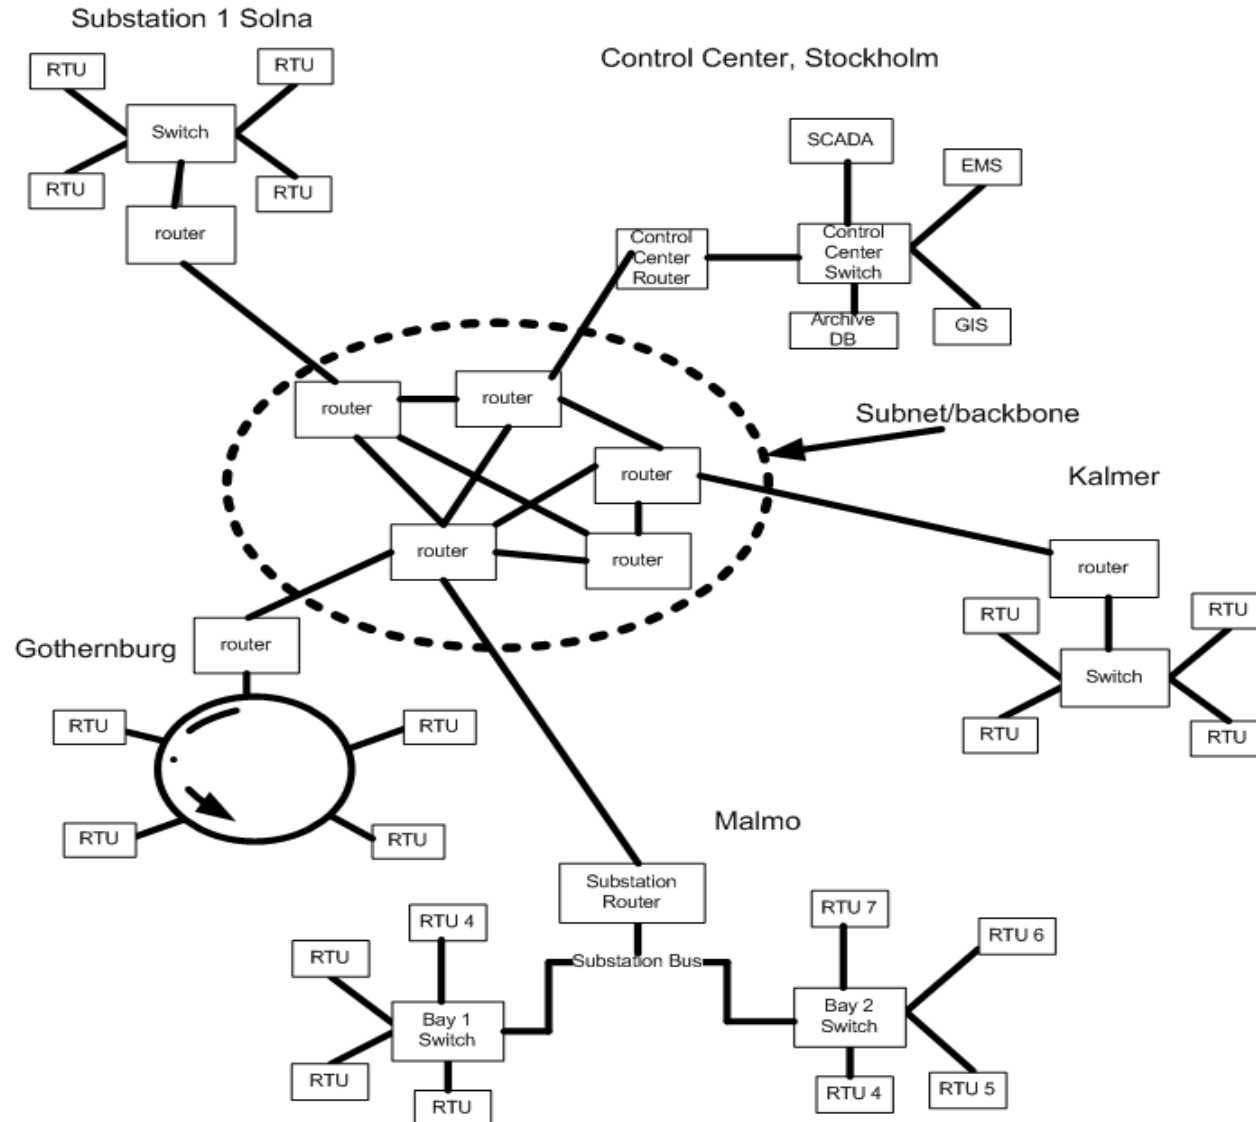 Substation 1 Solna
Control Center, Stockholm
RTU
RTU
Switch
RTU
RTU
router
SCADA
EMS
Control
Center
Router
Control
Center
Switch
Archive
DB
GIS
router
router
Subnet/backbone
router
Kalmer
router
router
router
RTU
RTU
Switch
RTU
RTU
Gothernburg
router
RTU
RTU
RTU
RTU
Malmo
Substation
Router
Substation Bus
RTU 4
RTU
Bay 1
Switch
RTU
RTU
RTU 7
RTU 6
Bay 2
Switch
RTU 4
RTU 5